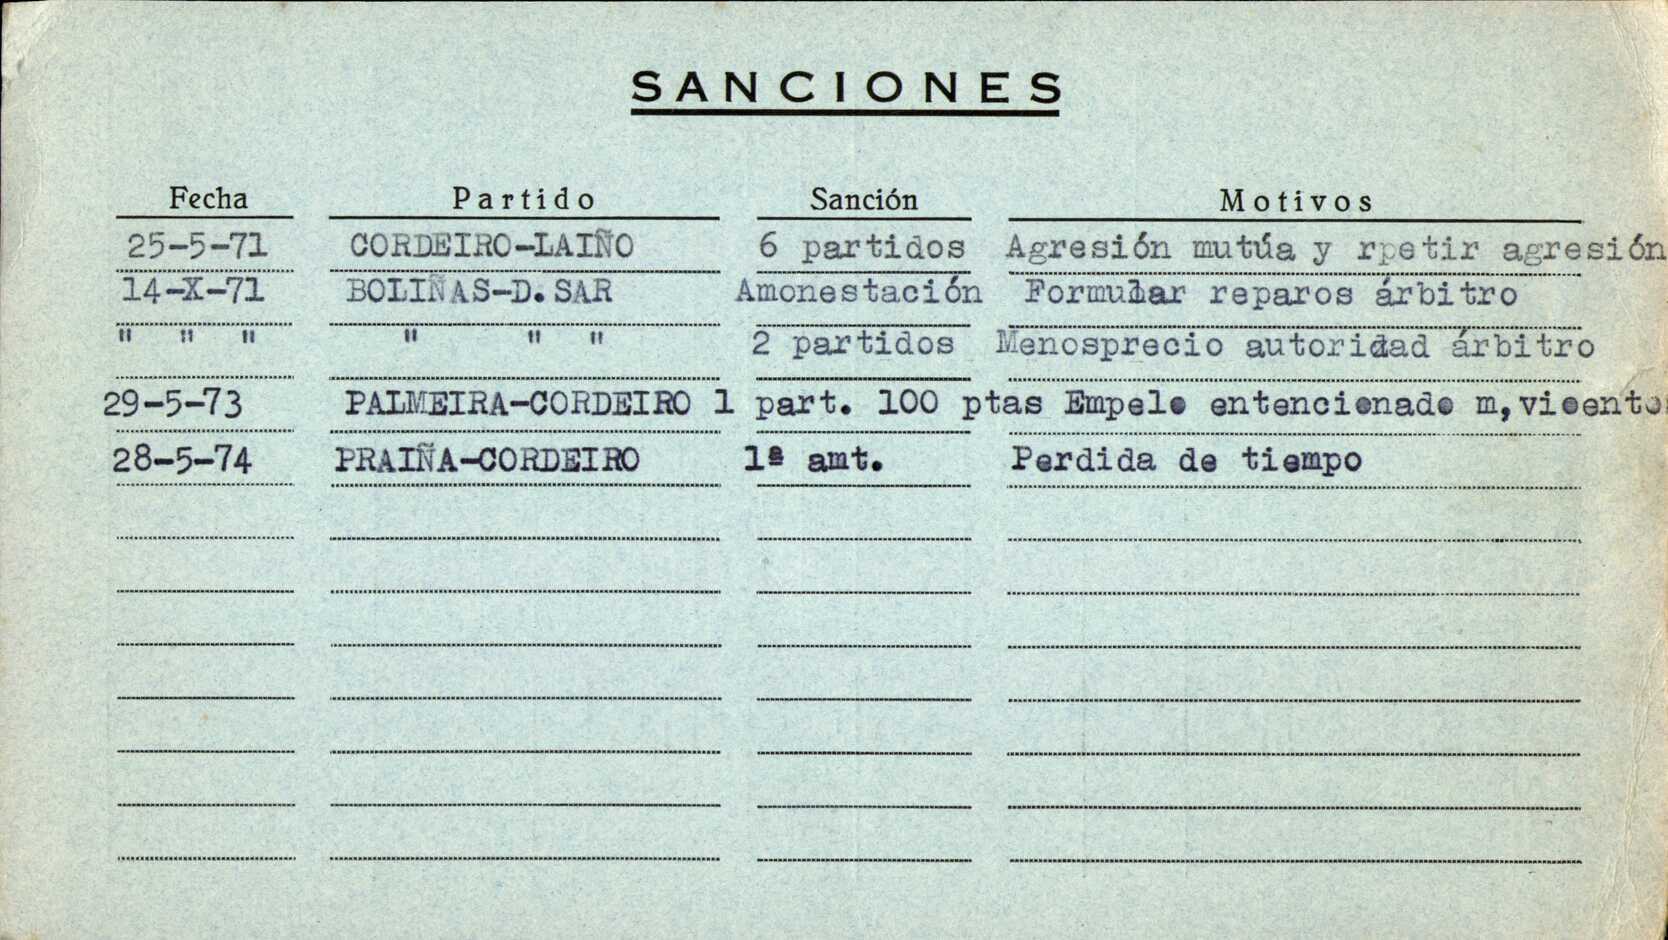 SANCIONES
Fecha Partido Sanción Motivos
25-5-71 CORDEIRO-LAIÑO 6 partidos Agresión mutúa y rpetir agresión
14-X-71 BOLIÑAS-D.SAR Amonestación Formular reparos árbitro
" " " " " " 2 partidos Menosprecio autoridad árbitro
29-5-73 PALMEIRA-CORDEIRO 1 part. 100 ptas Empelo entencionado m,vioento
28-5-74 PRAIÑA-CORDEIRO 1ª amt. Perdida de tiempo